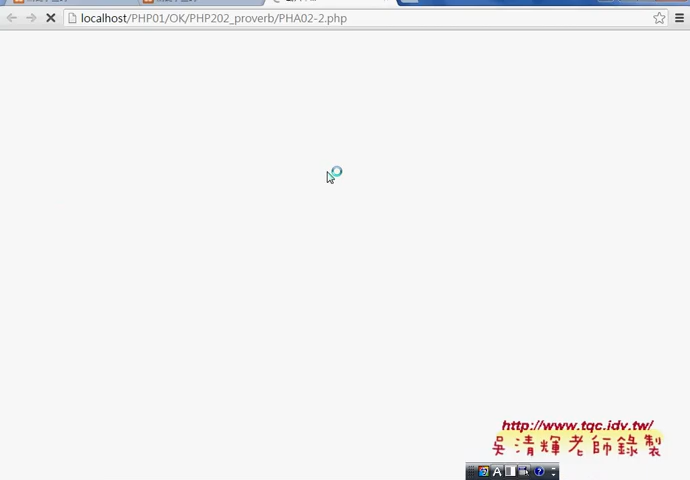 localhost/PHP01/OK/PHP202_proverb/PHA02-2.php
http://www.tqc.idv.tw/
吳清輝老師錄製
A
?